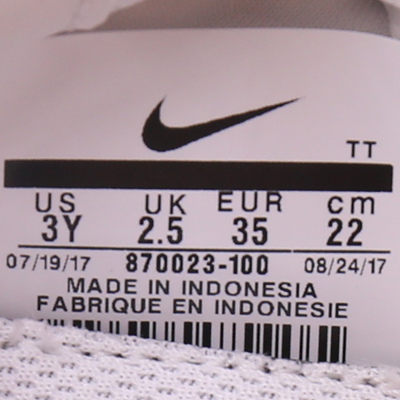 TT
US UK EUR cm
3Y 2.5 35 22
07/19/17 870023-100 08/24/17
MADE IN INDONESIA
FABRIQUE EN INDONESIE